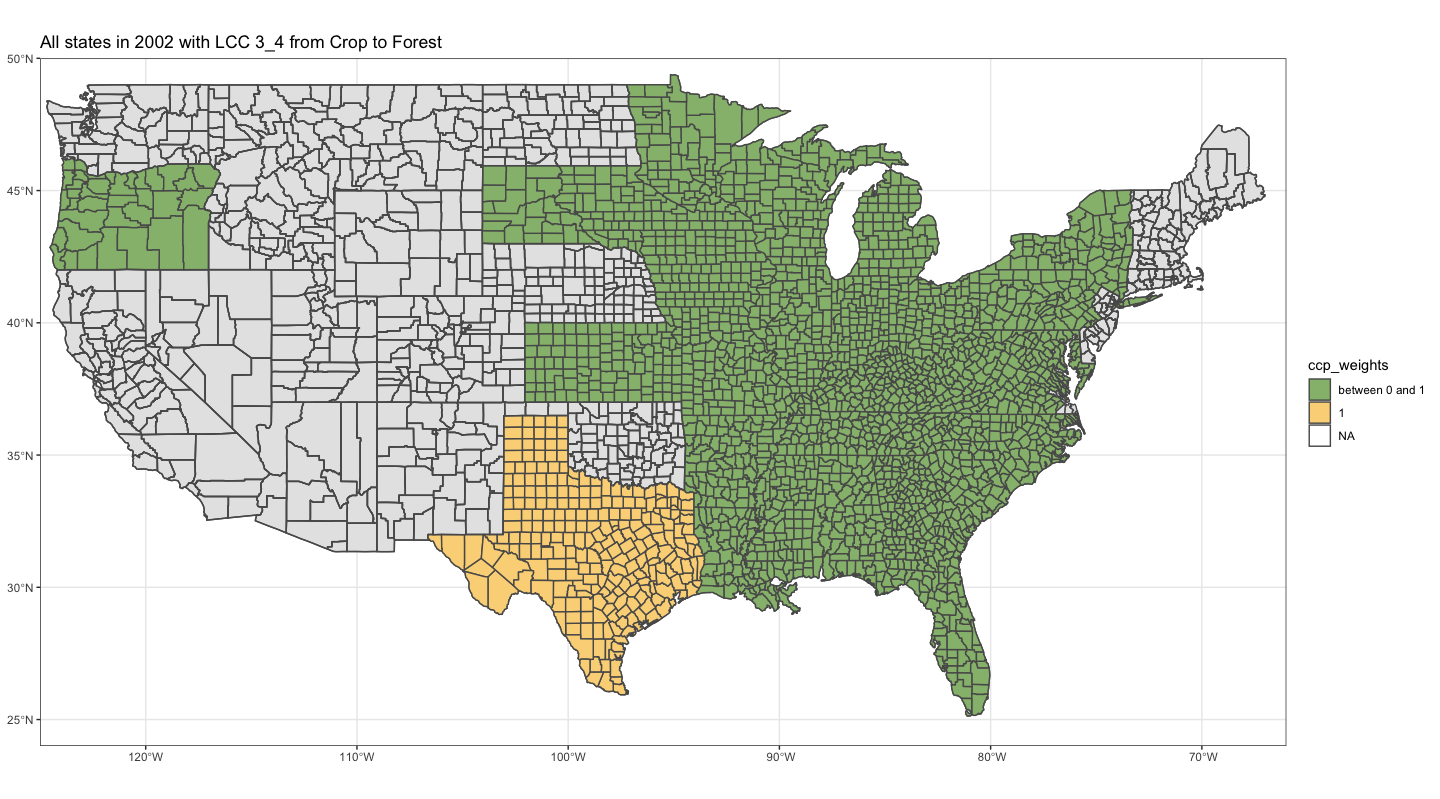 All states in 2002 with LCC 3_4 from Crop to Forest
50°N
45°N
40°N
35°N
30°N
25°N
120°W
110°W
100°W
90°W
80°W
70°W
ccp_weights
between 0 and 1
1
NA